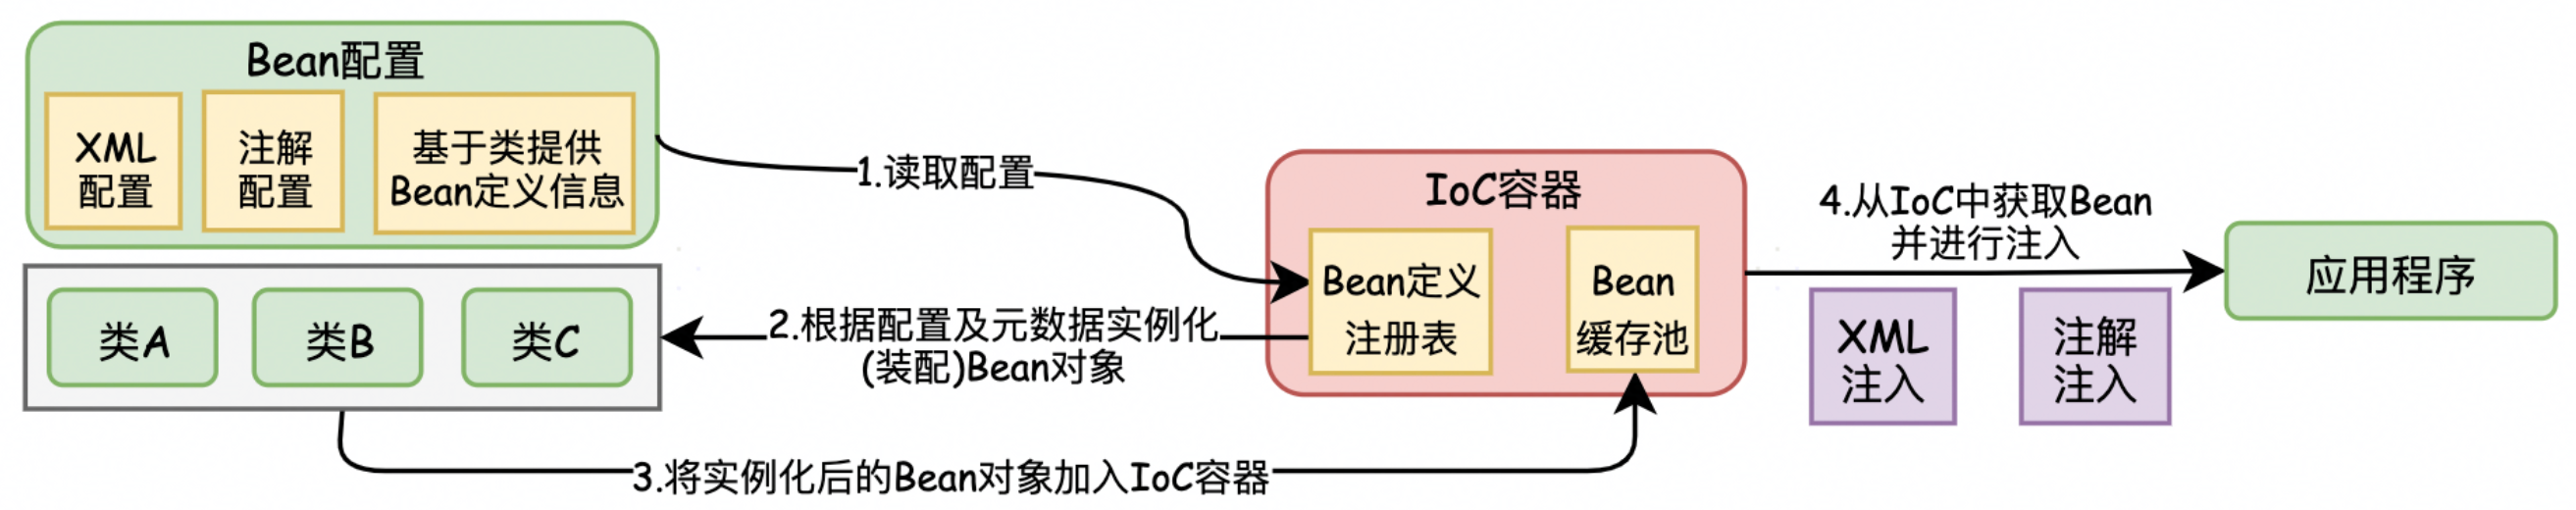 Bean配置
XML
配置
注解
配置
基于类提供
Bean定义信息
1.读取配置
类A
类B
类C
2.根据配置及元数据实例化
(装配)Bean对象
3.将实例化后的Bean对象加入IoC容器
IoC容器
Bean定义
注册表
Bean
缓存池
4.从IoC中获取Bean
并进行注入
XML
注入
注解
注入
应用程序